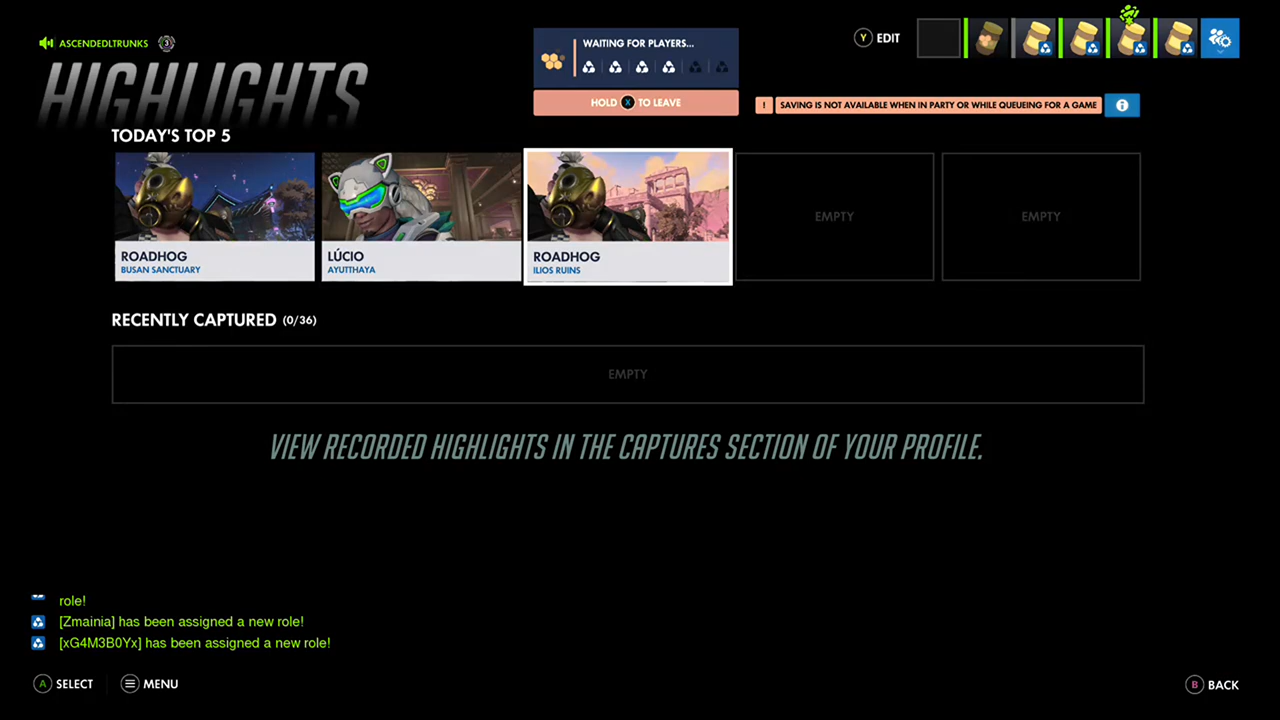 ASCENDEDLTRUNKS 3
HIGHLIGHTS
WAITING FOR PLAYERS...
HOLD X TO LEAVE
Y EDIT
! SAVING IS NOT AVAILABLE WHEN IN PARTY OR WHILE QUEUEING FOR A GAME
TODAY'S TOP 5
ROADHOG
BUSAN SANCTUARY
LÚCIO
AYUTTHAYA
ROADHOG
ILIOS RUINS
EMPTY
EMPTY
RECENTLY CAPTURED (0/36)
EMPTY
VIEW RECORDED HIGHLIGHTS IN THE CAPTURES SECTION OF YOUR PROFILE.
role!
[Zmainia] has been assigned a new role!
[xG4M3B0Yx] has been assigned a new role!
A SELECT
MENU
B BACK